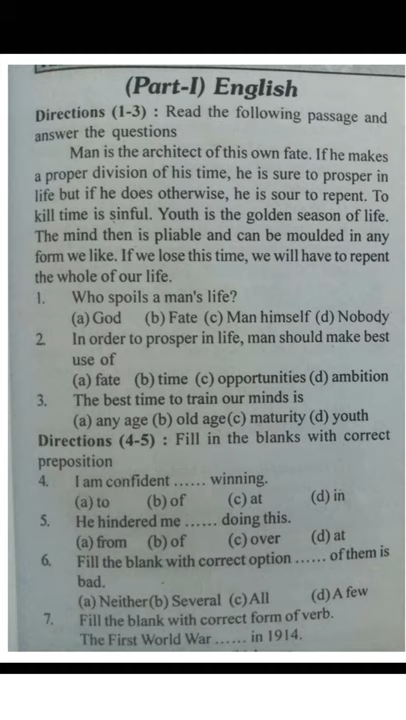 (Part-I) English
Directions (1-3) : Read the following passage and
answer the questions
Man is the architect of this own fate. If he makes
a proper division of his time, he is sure to prosper in
life but if he does otherwise, he is sour to repent. To
kill time is sinful. Youth is the golden season of life.
The mind then is pliable and can be moulded in any
form we like. If we lose this time, we will have to repent
the whole of our life.
1. Who spoils a man's life?
(a) God (b) Fate (c) Man himself (d) Nobody
2. In order to prosper in life, man should make best
use of
(a) fate (b) time (c) opportunities (d) ambition
3. The best time to train our minds is
(a) any age (b) old age (c) maturity (d) youth
Directions (4-5) : Fill in the blanks with correct
preposition
4. I am confident ...... winning.
(a) to (b) of (c) at (d) in
5. He hindered me ...... doing this.
(a) from (b) of (c) over (d) at
6. Fill the blank with correct option ...... of them is
bad.
(a) Neither (b) Several (c) All (d) A few
7. Fill the blank with correct form of verb.
The First World War ...... in 1914.